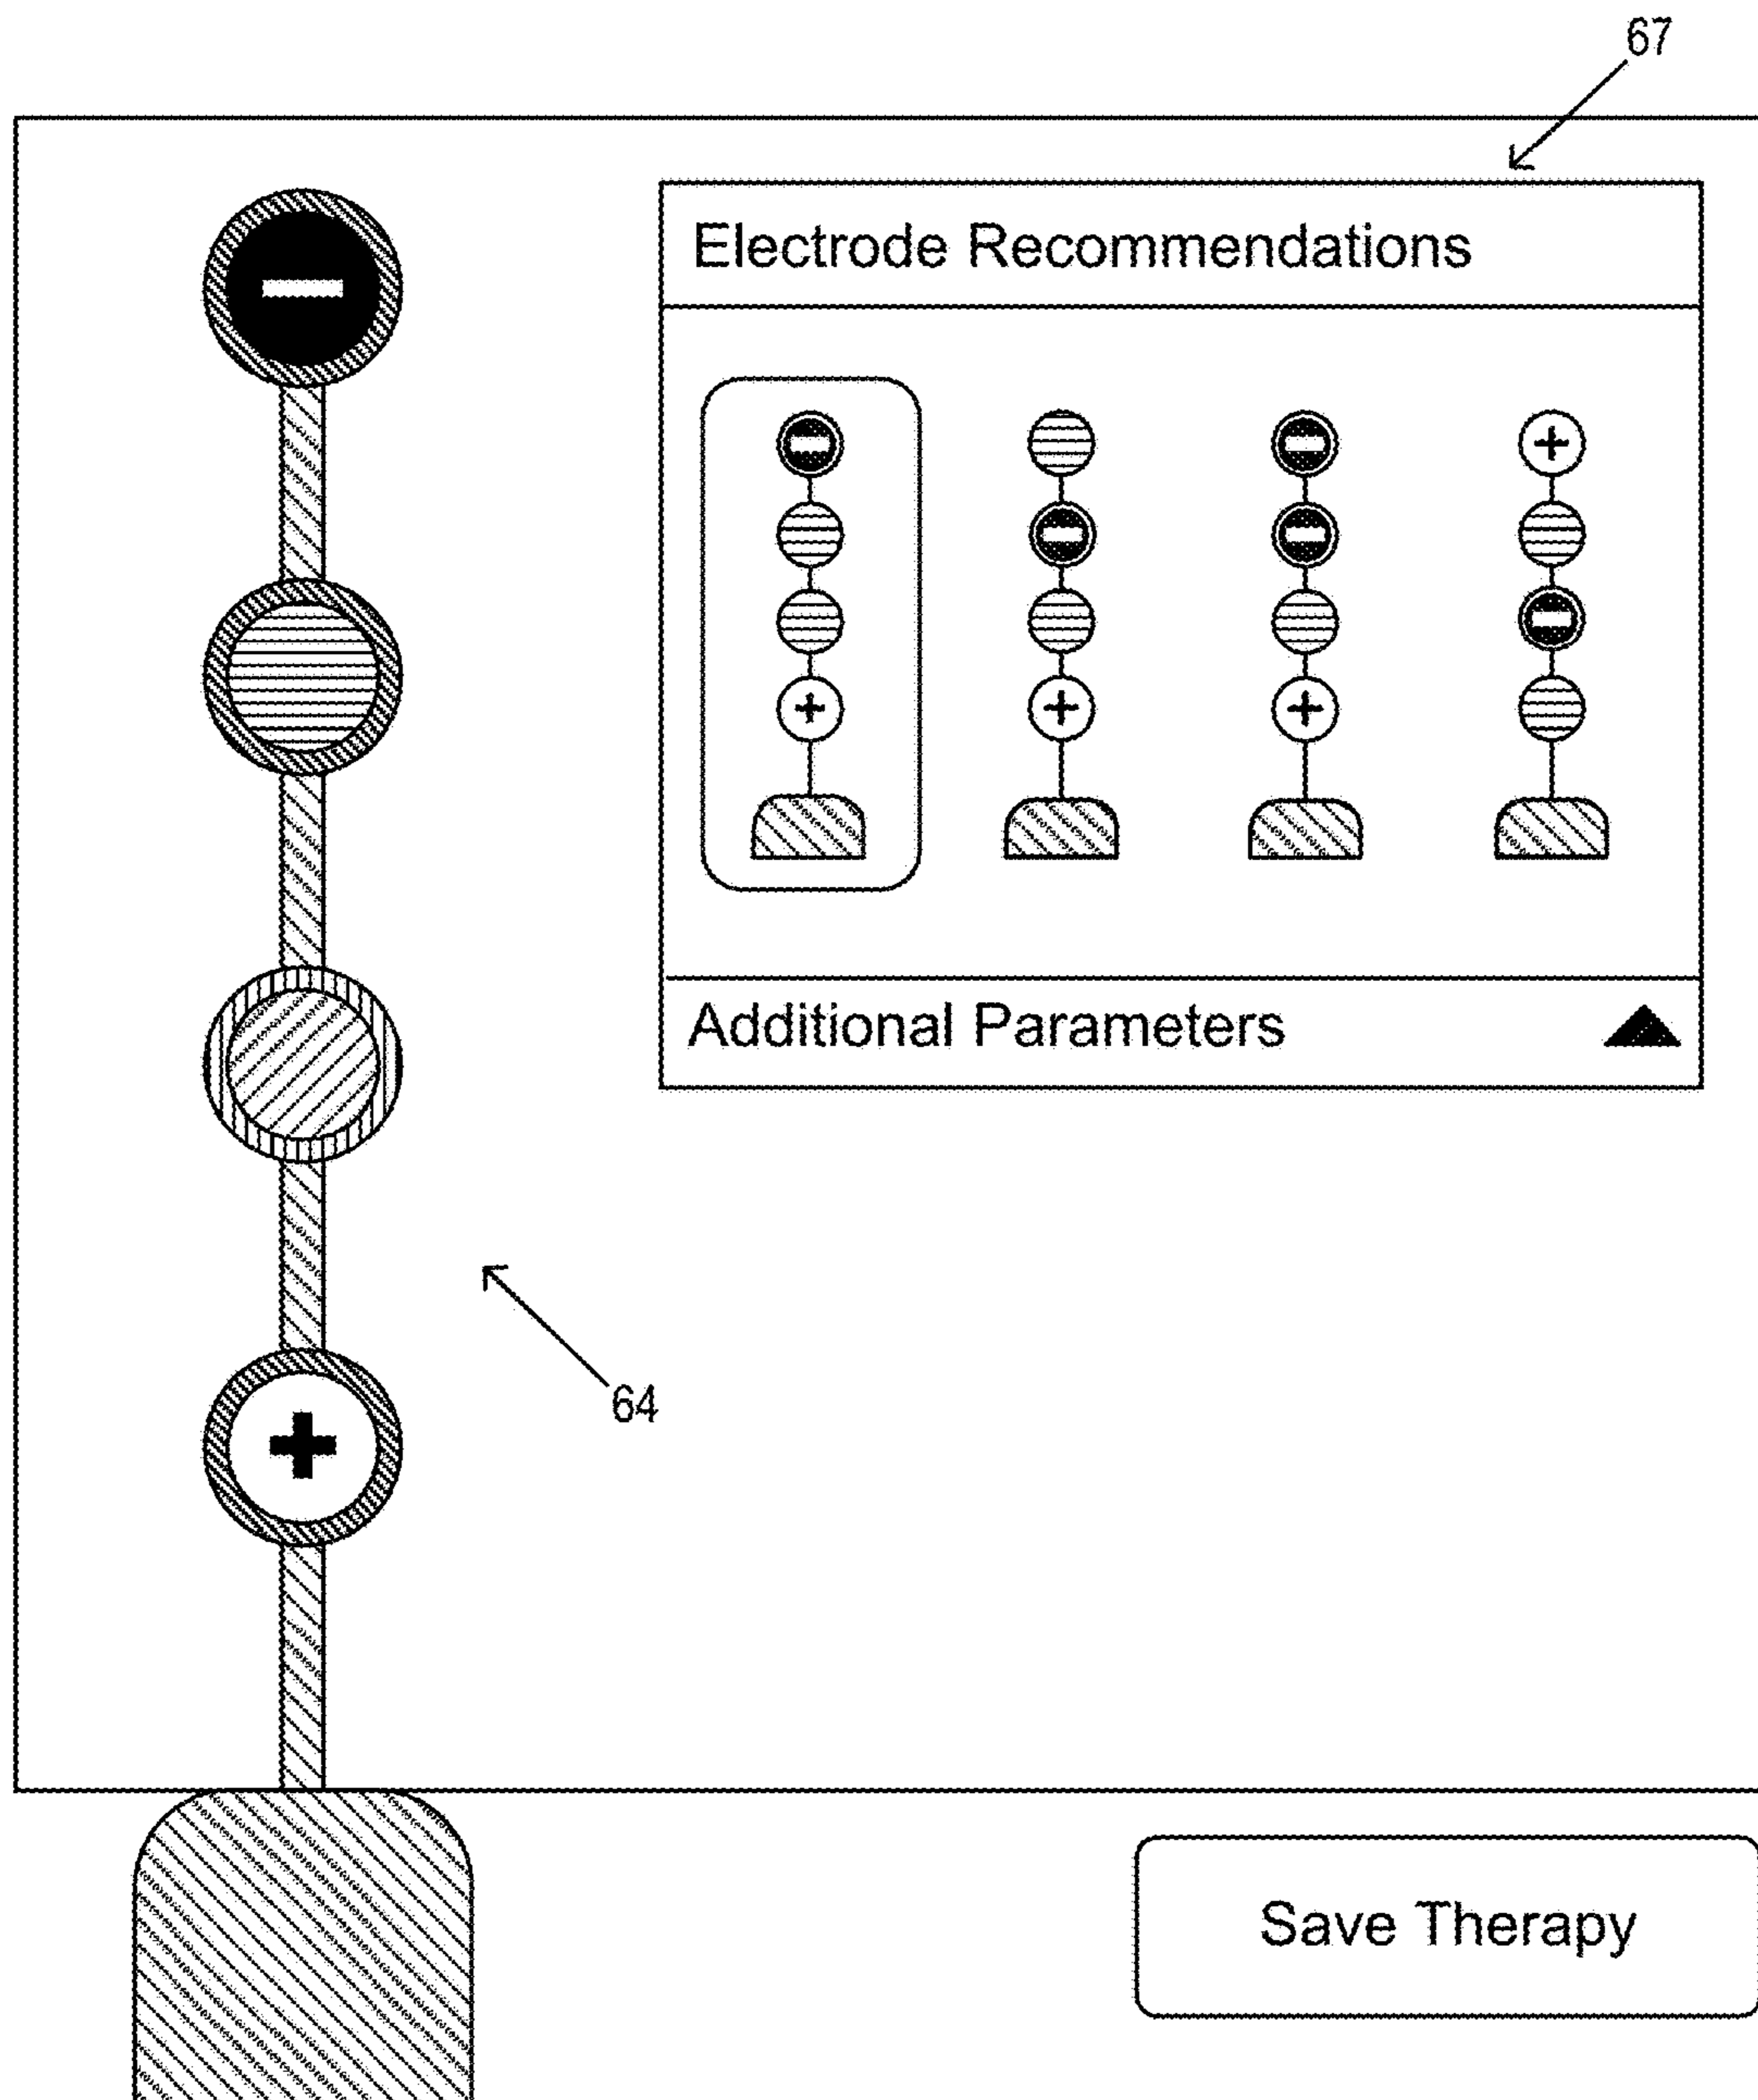 67
Electrode Recommendations
+
+ + +
Additional Parameters
64
+
Save Therapy